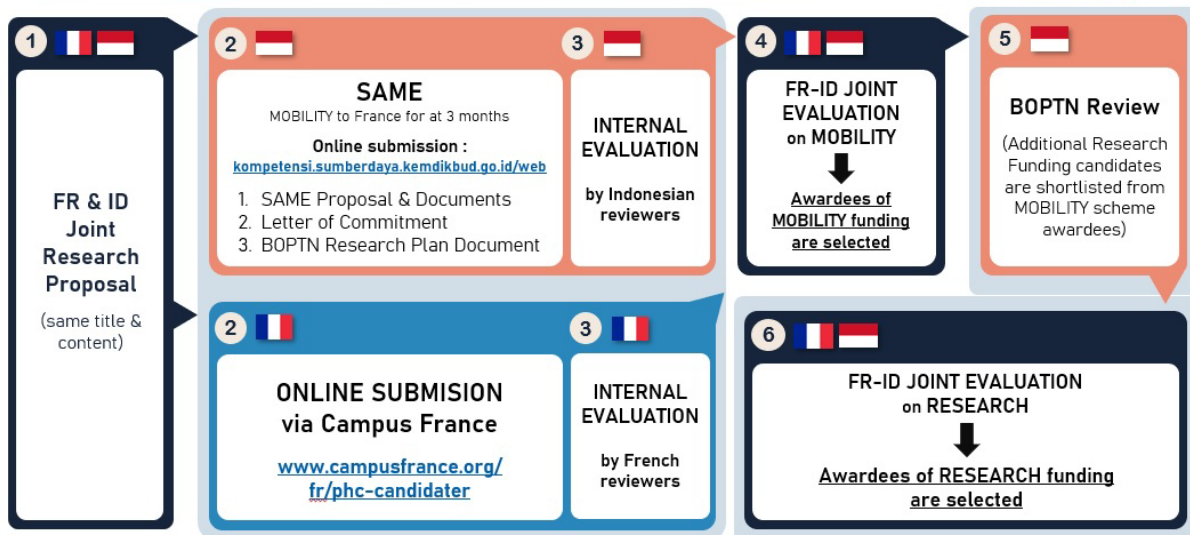 1
FR & ID
Joint
Research
Proposal
(same title &
content)
2
SAME
MOBILITY to France for at 3 months
Online submission :
kompetensi.sumberdaya.kemdikbud.go.id/web
1. SAME Proposal & Documents
2. Letter of Commitment
3. BOPTN Research Plan Document
3
INTERNAL
EVALUATION
by Indonesian
reviewers
2
ONLINE SUBMISION
via Campus France
www.campusfrance.org/
fr/phc-candidater
3
INTERNAL
EVALUATION
by French
reviewers
4
FR-ID JOINT
EVALUATION
on MOBILITY
Awardees of
MOBILITY funding
are selected
5
BOPTN Review
(Additional Research
Funding candidates
are shortlisted from
MOBILITY scheme
awardees)
6
FR-ID JOINT EVALUATION
on RESEARCH
Awardees of RESEARCH funding
are selected